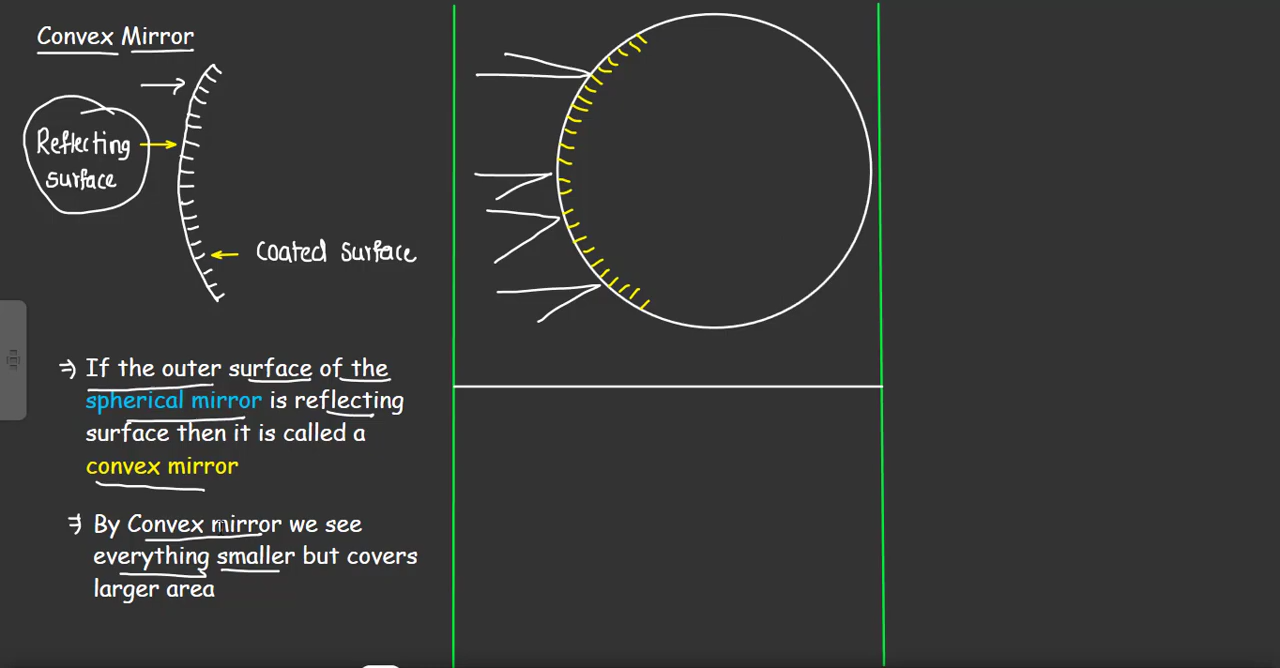 Convex Mirror
Reflecting
surface
Coated Surface
⇒ If the outer surface of the
spherical mirror is reflecting
surface then it is called a
convex mirror
⇒ By Convex mirror we see
everything smaller but covers
larger area